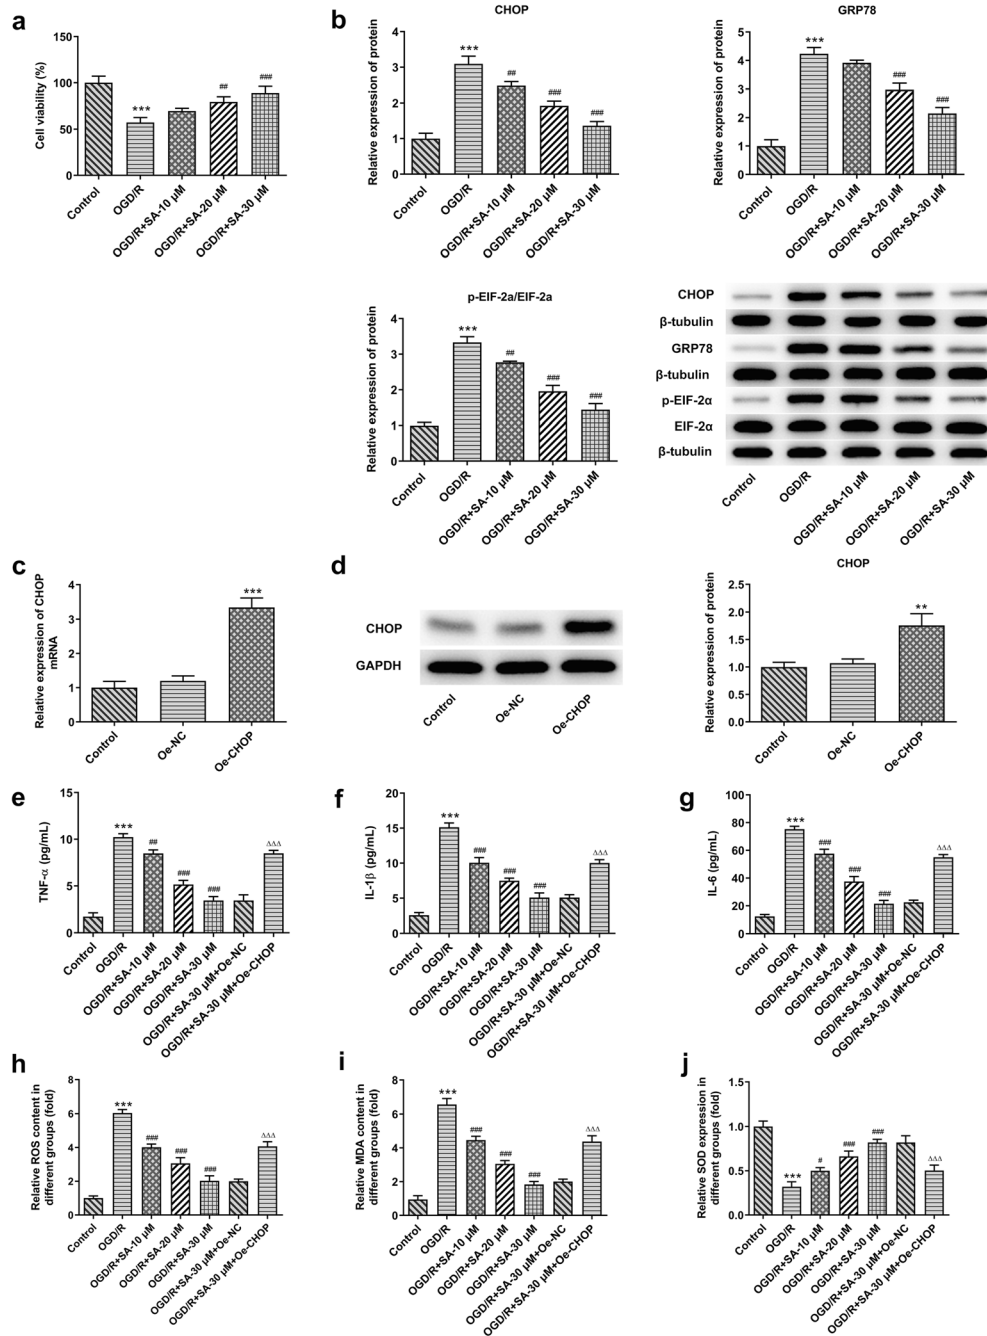 a
Cell viability (%)
150
100
50
0
***
##
###
Control
OGD/R
OGD/R+SA-10 μM
OGD/R+SA-20 μM
OGD/R+SA-30 μM
b
CHOP
Relative expression of protein
4
3
2
1
0
***
##
###
###
Control
OGD/R
OGD/R+SA-10 μM
OGD/R+SA-20 μM
OGD/R+SA-30 μM
GRP78
Relative expression of protein
5
4
3
2
1
0
***
###
###
Control
OGD/R
OGD/R+SA-10 μM
OGD/R+SA-20 μM
OGD/R+SA-30 μM
p-EIF-2a/EIF-2a
Relative expression of protein
4
3
2
1
0
***
##
###
###
Control
OGD/R
OGD/R+SA-10 μM
OGD/R+SA-20 μM
OGD/R+SA-30 μM
CHOP
β-tubulin
GRP78
β-tubulin
p-EIF-2α
EIF-2α
β-tubulin
Control
OGD/R
OGD/R+SA-10 μM
OGD/R+SA-20 μM
OGD/R+SA-30 μM
c
Relative expression of CHOP
mRNA
4
3
2
1
0
***
Control
Oe-NC
Oe-CHOP
d
CHOP
GAPDH
Control
Oe-NC
Oe-CHOP
CHOP
Relative expression of protein
2.5
2.0
1.5
1.0
0.5
0.0
**
Control
Oe-NC
Oe-CHOP
e
TNF-α (pg/mL)
15
10
5
0
***
##
###
###
ΔΔΔ
Control
OGD/R
OGD/R+SA-10 μM
OGD/R+SA-20 μM
OGD/R+SA-30 μM
OGD/R+SA-30 μM+Oe-NC
OGD/R+SA-30 μM+Oe-CHOP
f
IL-1β (pg/mL)
20
15
10
5
0
***
###
###
###
ΔΔΔ
Control
OGD/R
OGD/R+SA-10 μM
OGD/R+SA-20 μM
OGD/R+SA-30 μM
OGD/R+SA-30 μM+Oe-NC
OGD/R+SA-30 μM+Oe-CHOP
g
IL-6 (pg/mL)
100
80
60
40
20
0
***
###
###
###
ΔΔΔ
Control
OGD/R
OGD/R+SA-10 μM
OGD/R+SA-20 μM
OGD/R+SA-30 μM
OGD/R+SA-30 μM+Oe-NC
OGD/R+SA-30 μM+Oe-CHOP
h
Relative ROS content in
different groups (fold)
8
6
4
2
0
***
###
###
###
ΔΔΔ
Control
OGD/R
OGD/R+SA-10 μM
OGD/R+SA-20 μM
OGD/R+SA-30 μM
OGD/R+SA-30 μM+Oe-NC
OGD/R+SA-30 μM+Oe-CHOP
i
Relative MDA content in
different groups (fold)
8
6
4
2
0
***
###
###
###
ΔΔΔ
Control
OGD/R
OGD/R+SA-10 μM
OGD/R+SA-20 μM
OGD/R+SA-30 μM
OGD/R+SA-30 μM+Oe-NC
OGD/R+SA-30 μM+Oe-CHOP
j
Relative SOD expression in
different groups (fold)
1.5
1.0
0.5
0.0
***
#
###
###
ΔΔΔ
Control
OGD/R
OGD/R+SA-10 μM
OGD/R+SA-20 μM
OGD/R+SA-30 μM
OGD/R+SA-30 μM+Oe-NC
OGD/R+SA-30 μM+Oe-CHOP